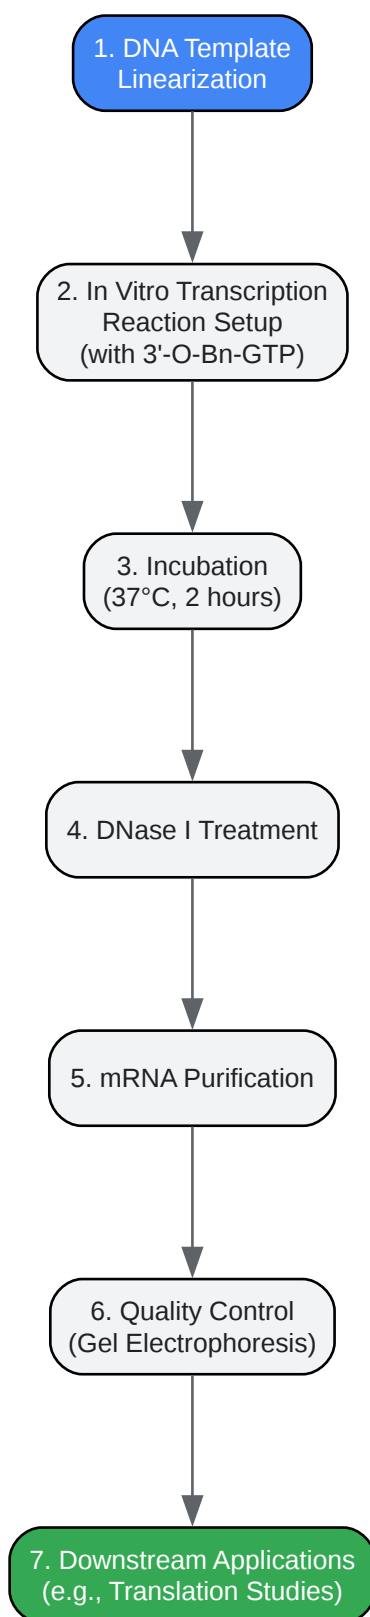 1. DNA Template
Linearization
2. In Vitro Transcription
Reaction Setup
(with 3'-O-Bn-GTP)
3. Incubation
(37°C, 2 hours)
4. DNase I Treatment
5. mRNA Purification
6. Quality Control
(Gel Electrophoresis)
7. Downstream Applications
(e.g., Translation Studies)